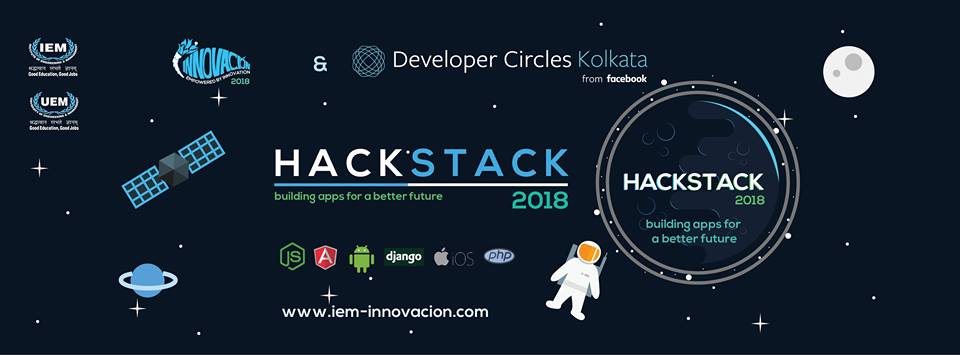 IEM
Good Education, Good Jobs
UEM
Good Education, Good Jobs
INNOVACIÓN
EMPOWERED BY INNOVATION
2018
&
Developer Circles Kolkata
from facebook
HACKSTACK
building apps for a better future
2018
JS
A
django
iOS
php
www.iem-innovacion.com
HACKSTACK
2018
building apps for
a better future